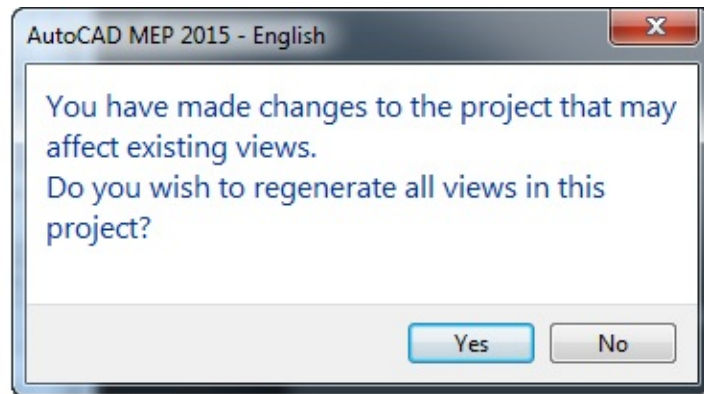 AutoCAD MEP 2015 - English
You have made changes to the project that may
affect existing views.
Do you wish to regenerate all views in this
project?
Yes No